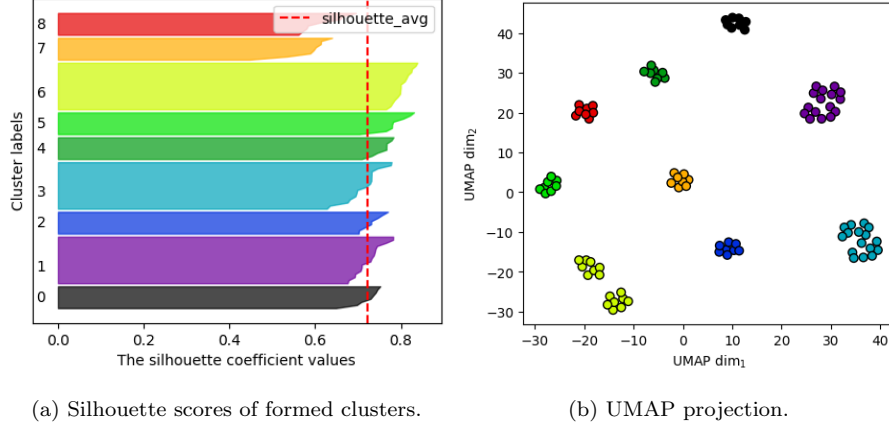 silhouette_avg
8
7
6
5
4
3
2
1
0
Cluster labels
0.0 0.2 0.4 0.6 0.8
The silhouette coefficient values
(a) Silhouette scores of formed clusters.
40
30
20
10
0
−10
−20
−30
UMAP dim₂
−30 −20 −10 0 10 20 30 40
UMAP dim₁
(b) UMAP projection.